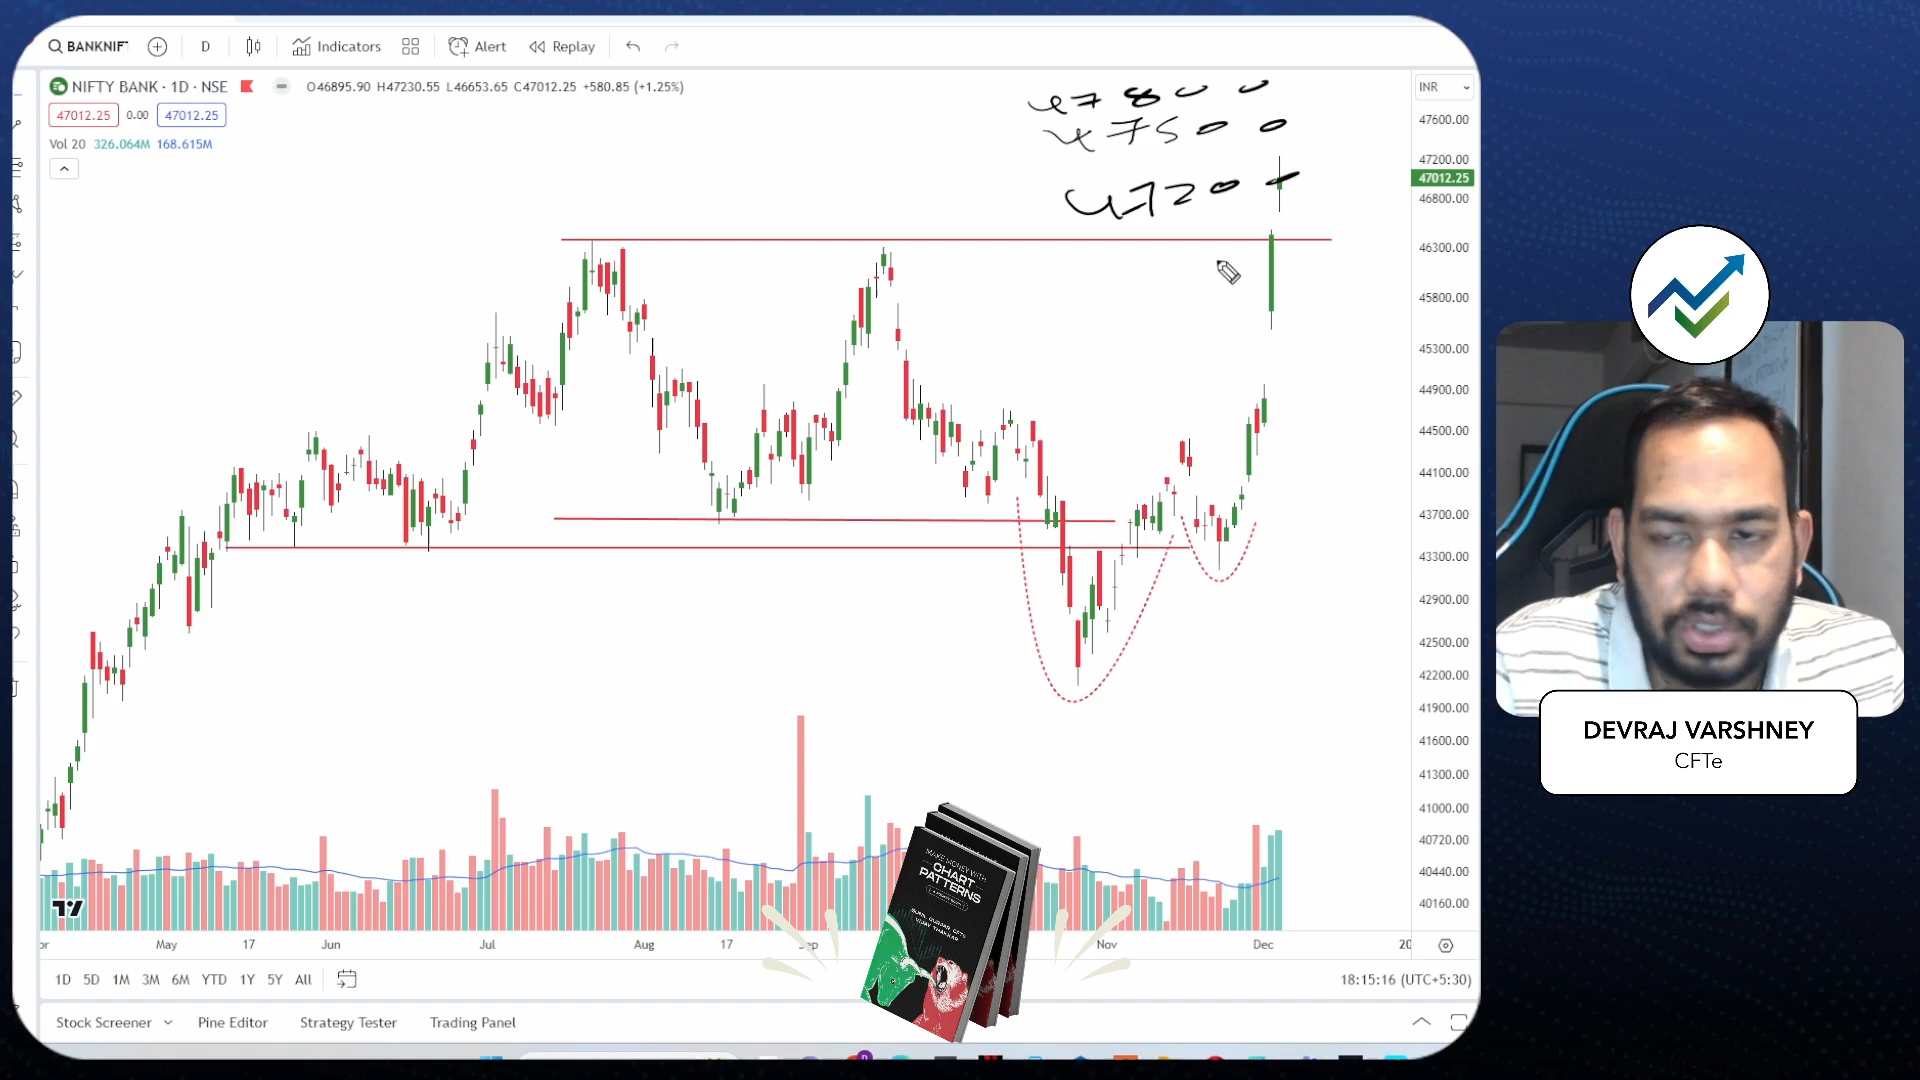 BANKNIF
D
Indicators
Alert
Replay
NIFTY BANK · 1D · NSE
O46895.90 H47230.55 L46653.65 C47012.25 +580.85 (+1.25%)
INR
47012.25
0.00
47012.25
Vol 20 326.064M 168.615M
47800
47500
47200
47600.00
47200.00
47012.25
46800.00
46300.00
45800.00
45300.00
44900.00
44500.00
44100.00
43700.00
43300.00
42900.00
42500.00
42200.00
41900.00
41600.00
41300.00
41000.00
40720.00
40440.00
40160.00
DEVRAJ VARSHNEY
CFTe
MAKE MONEY WITH
CHART
PATTERNS
May 17 Jun Jul Aug 17 Nov Dec 20
1D 5D 1M 3M 6M YTD 1Y 5Y All
18:15:16 (UTC+5:30)
Stock Screener
Pine Editor
Strategy Tester
Trading Panel